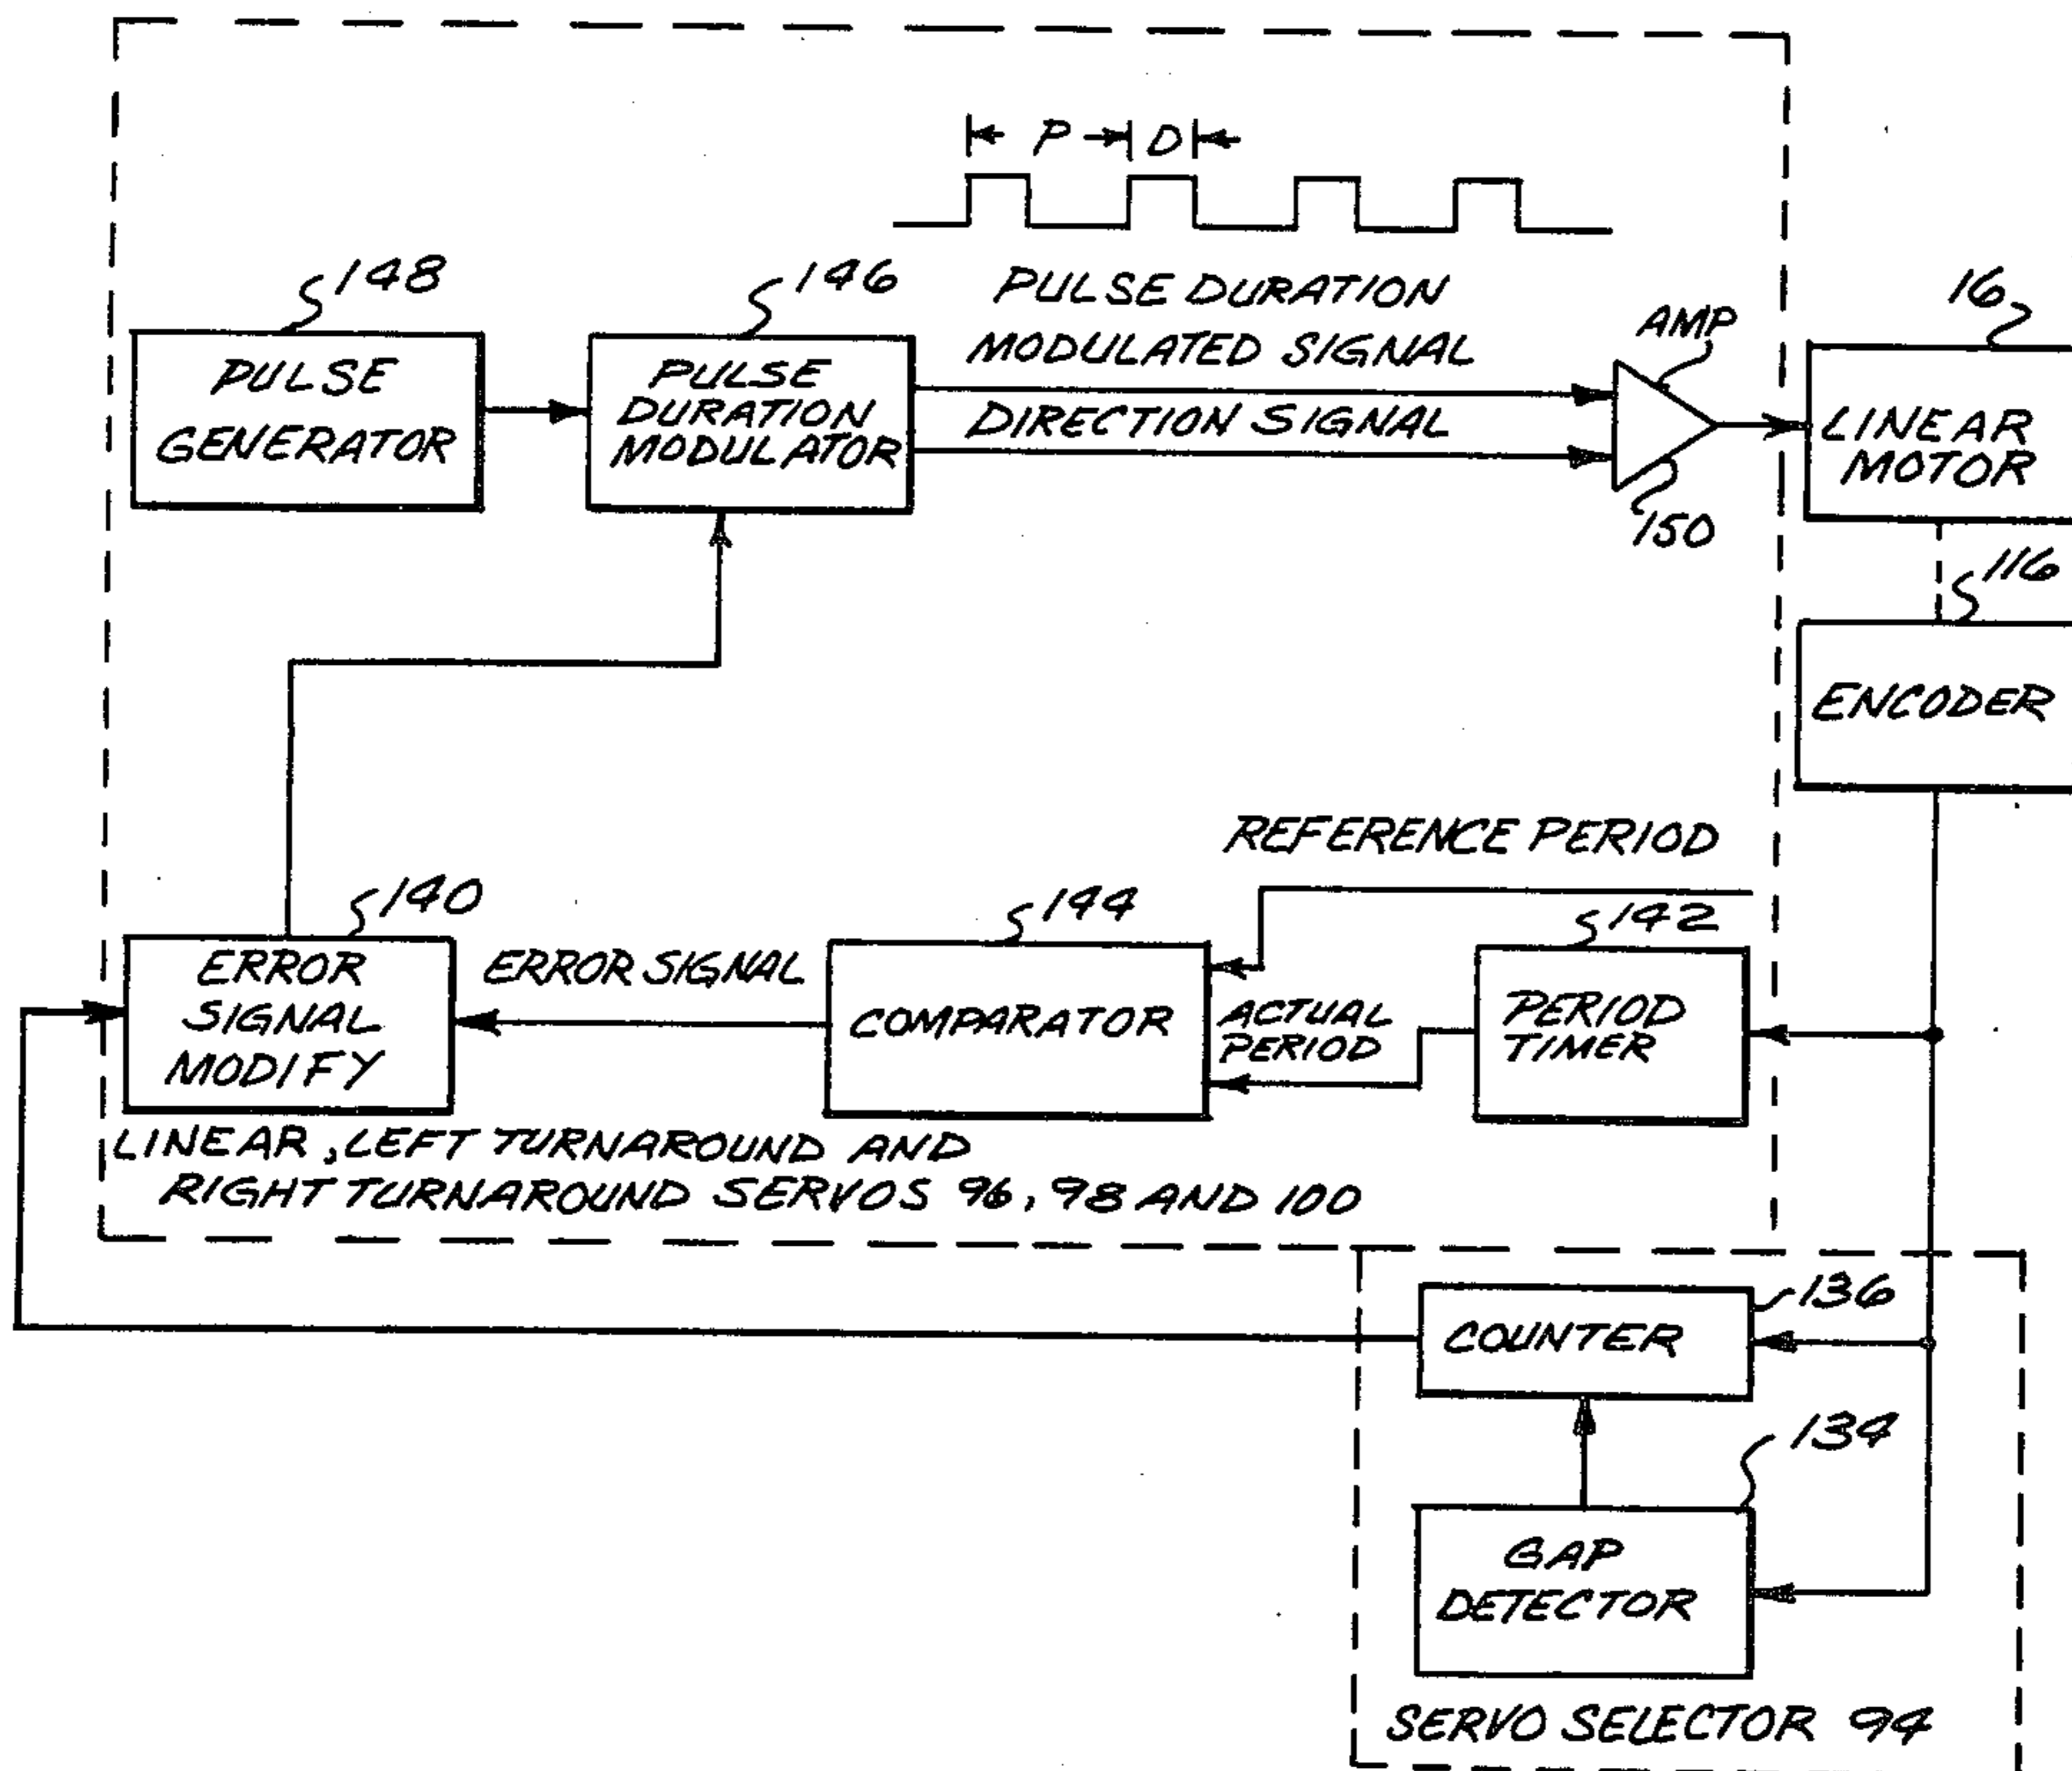 P D
148
146
PULSE DURATION
MODULATED SIGNAL
DIRECTION SIGNAL
AMP
16
PULSE
GENERATOR
PULSE
DURATION
MODULATOR
LINEAR
MOTOR
150
116
ENCODER
REFERENCE PERIOD
140
144
142
ERROR
SIGNAL
MODIFY
ERROR SIGNAL
COMPARATOR
ACTUAL
PERIOD
PERIOD
TIMER
LINEAR, LEFT TURNAROUND AND
RIGHT TURNAROUND SERVOS 96, 98 AND 100
136
COUNTER
134
GAP
DETECTOR
SERVO SELECTOR 94